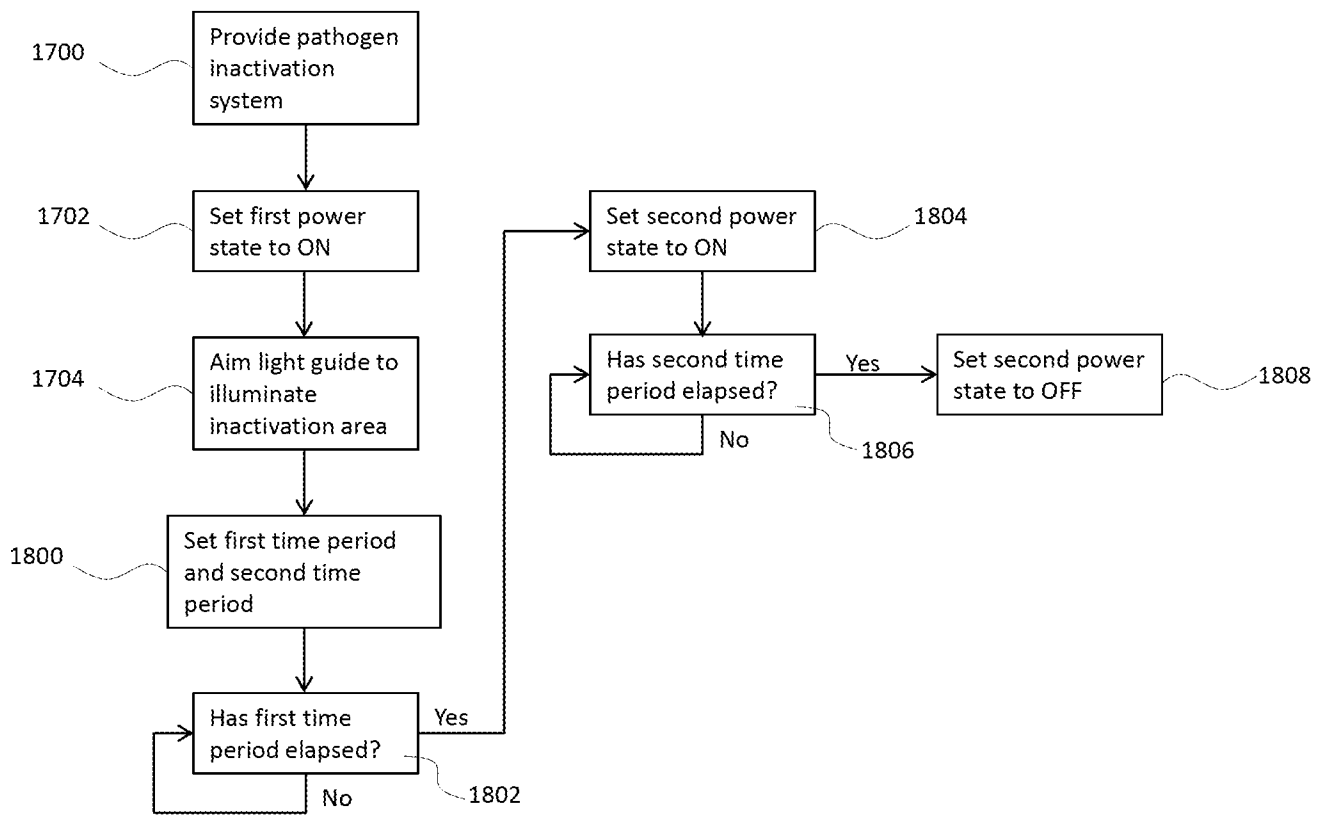 1700
Provide pathogen
inactivation
system
1702
Set first power
state to ON
1704
Aim light guide to
illuminate
inactivation area
1800
Set first time period
and second time
period
Has first time
period elapsed?
Yes
No
1802
Set second power
state to ON
1804
Has second time
period elapsed?
Yes
No
1806
Set second power
state to OFF
1808